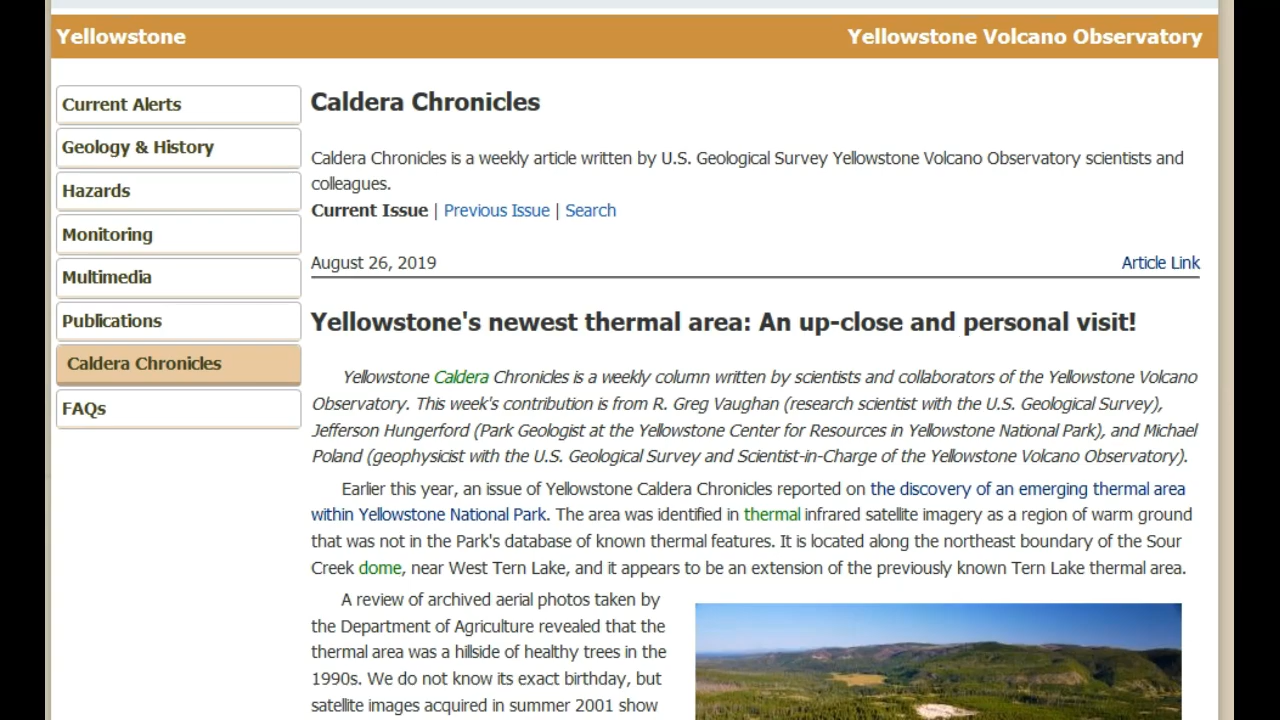 Yellowstone
Yellowstone Volcano Observatory
Current Alerts
Geology & History
Hazards
Monitoring
Multimedia
Publications
Caldera Chronicles
FAQs
Caldera Chronicles
Caldera Chronicles is a weekly article written by U.S. Geological Survey Yellowstone Volcano Observatory scientists and
colleagues.
Current Issue | Previous Issue | Search
August 26, 2019
Article Link
Yellowstone's newest thermal area: An up-close and personal visit!
Yellowstone Caldera Chronicles is a weekly column written by scientists and collaborators of the Yellowstone Volcano
Observatory. This week's contribution is from R. Greg Vaughan (research scientist with the U.S. Geological Survey),
Jefferson Hungerford (Park Geologist at the Yellowstone Center for Resources in Yellowstone National Park), and Michael
Poland (geophysicist with the U.S. Geological Survey and Scientist-in-Charge of the Yellowstone Volcano Observatory).
Earlier this year, an issue of Yellowstone Caldera Chronicles reported on the discovery of an emerging thermal area
within Yellowstone National Park. The area was identified in thermal infrared satellite imagery as a region of warm ground
that was not in the Park's database of known thermal features. It is located along the northeast boundary of the Sour
Creek dome, near West Tern Lake, and it appears to be an extension of the previously known Tern Lake thermal area.
A review of archived aerial photos taken by
the Department of Agriculture revealed that the
thermal area was a hillside of healthy trees in the
1990s. We do not know its exact birthday, but
satellite images acquired in summer 2001 show